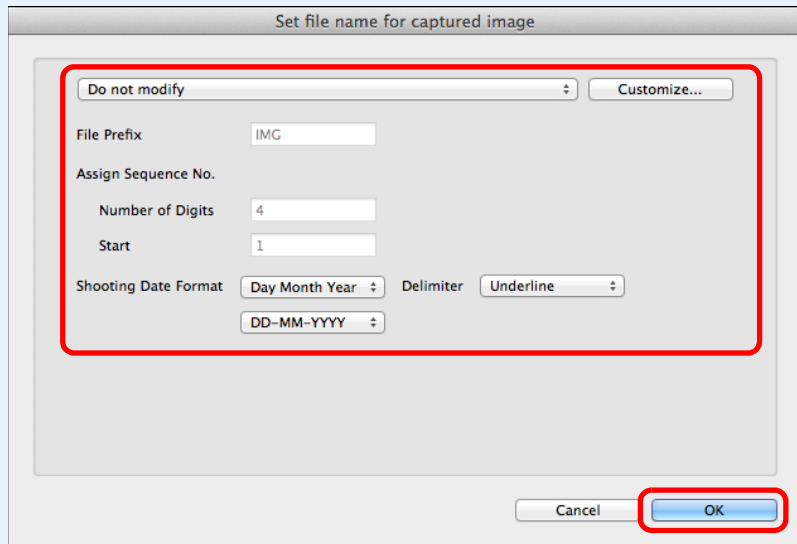 Set file name for captured image
Do not modify Customize...
File Prefix IMG
Assign Sequence No.
Number of Digits 4
Start 1
Shooting Date Format Day Month Year Delimiter Underline
DD-MM-YYYY
Cancel OK